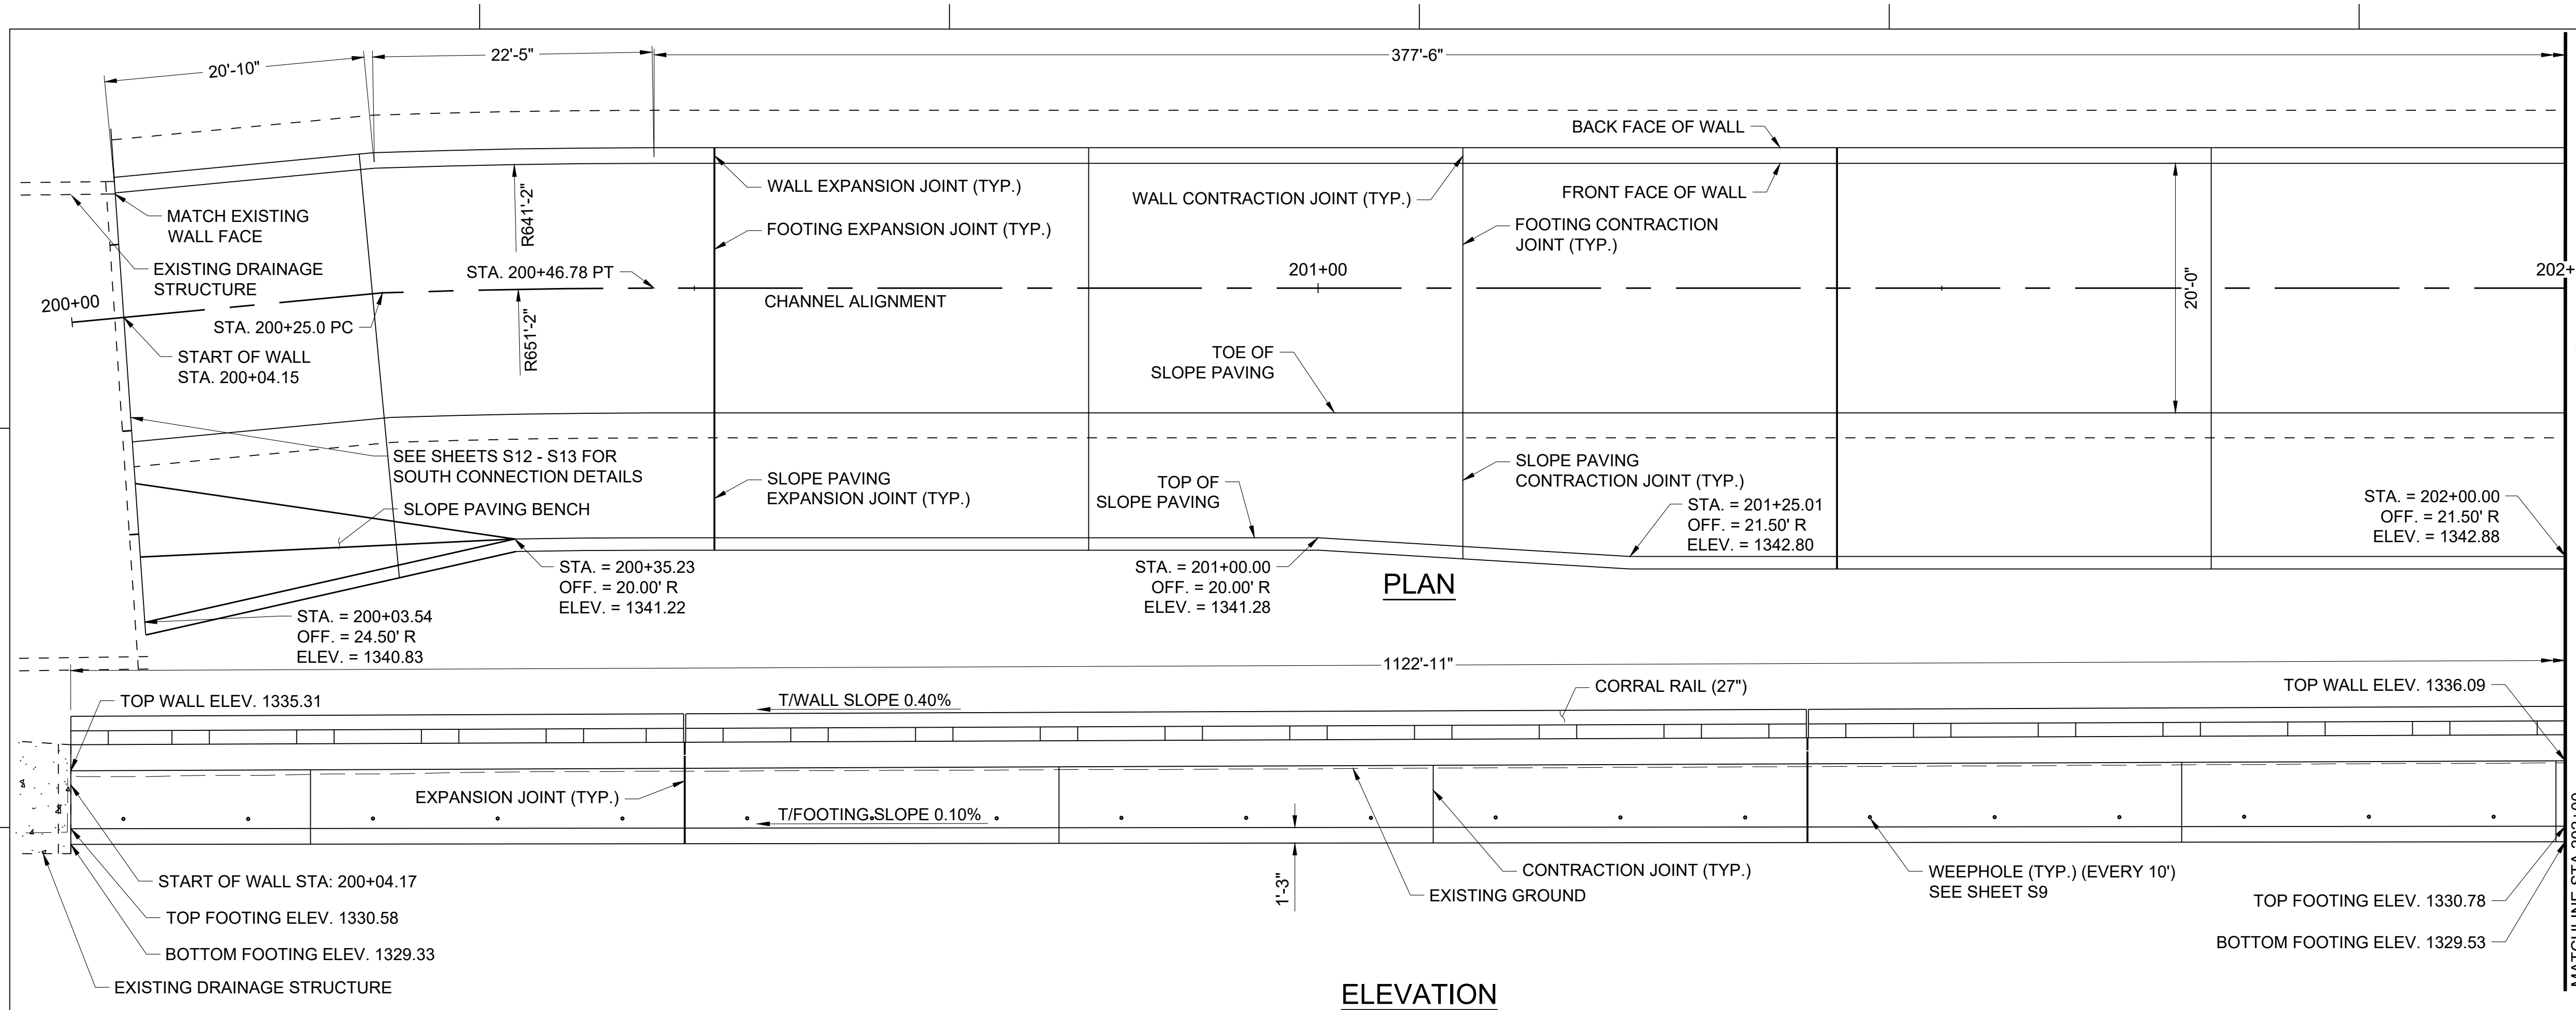 20'-10"
22'-5"
377'-6"
BACK FACE OF WALL
WALL EXPANSION JOINT (TYP.)
WALL CONTRACTION JOINT (TYP.)
FRONT FACE OF WALL
MATCH EXISTING
WALL FACE
R641'-2"
FOOTING EXPANSION JOINT (TYP.)
FOOTING CONTRACTION
JOINT (TYP.)
EXISTING DRAINAGE
STRUCTURE
STA. 200+46.78 PT
201+00
202+
200+00
CHANNEL ALIGNMENT
20'-0"
STA. 200+25.0 PC
R651'-2"
START OF WALL
STA. 200+04.15
TOE OF
SLOPE PAVING
SEE SHEETS S12 - S13 FOR
SOUTH CONNECTION DETAILS
SLOPE PAVING
EXPANSION JOINT (TYP.)
TOP OF
SLOPE PAVING
SLOPE PAVING
CONTRACTION JOINT (TYP.)
SLOPE PAVING BENCH
STA. = 201+25.01
OFF. = 21.50' R
ELEV. = 1342.80
STA. = 202+00.00
OFF. = 21.50' R
ELEV. = 1342.88
STA. = 200+35.23
OFF. = 20.00' R
ELEV. = 1341.22
STA. = 201+00.00
OFF. = 20.00' R
ELEV. = 1341.28
PLAN
STA. = 200+03.54
OFF. = 24.50' R
ELEV. = 1340.83
1122'-11"
TOP WALL ELEV. 1335.31
T/WALL SLOPE 0.40%
CORRAL RAIL (27")
TOP WALL ELEV. 1336.09
EXPANSION JOINT (TYP.)
T/FOOTING SLOPE 0.10%
1'-3"
START OF WALL STA: 200+04.17
CONTRACTION JOINT (TYP.)
EXISTING GROUND
WEEPHOLE (TYP.) (EVERY 10')
SEE SHEET S9
TOP FOOTING ELEV. 1330.58
TOP FOOTING ELEV. 1330.78
BOTTOM FOOTING ELEV. 1329.33
BOTTOM FOOTING ELEV. 1329.53
EXISTING DRAINAGE STRUCTURE
ELEVATION